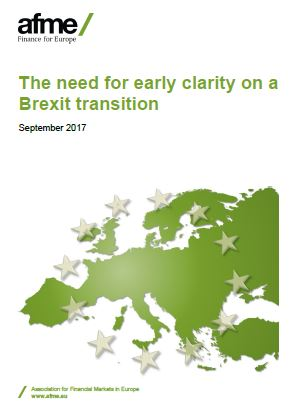 afme/
Finance for Europe
The need for early clarity on a
Brexit transition
September 2017
Association for Financial Markets in Europe
www.afme.eu